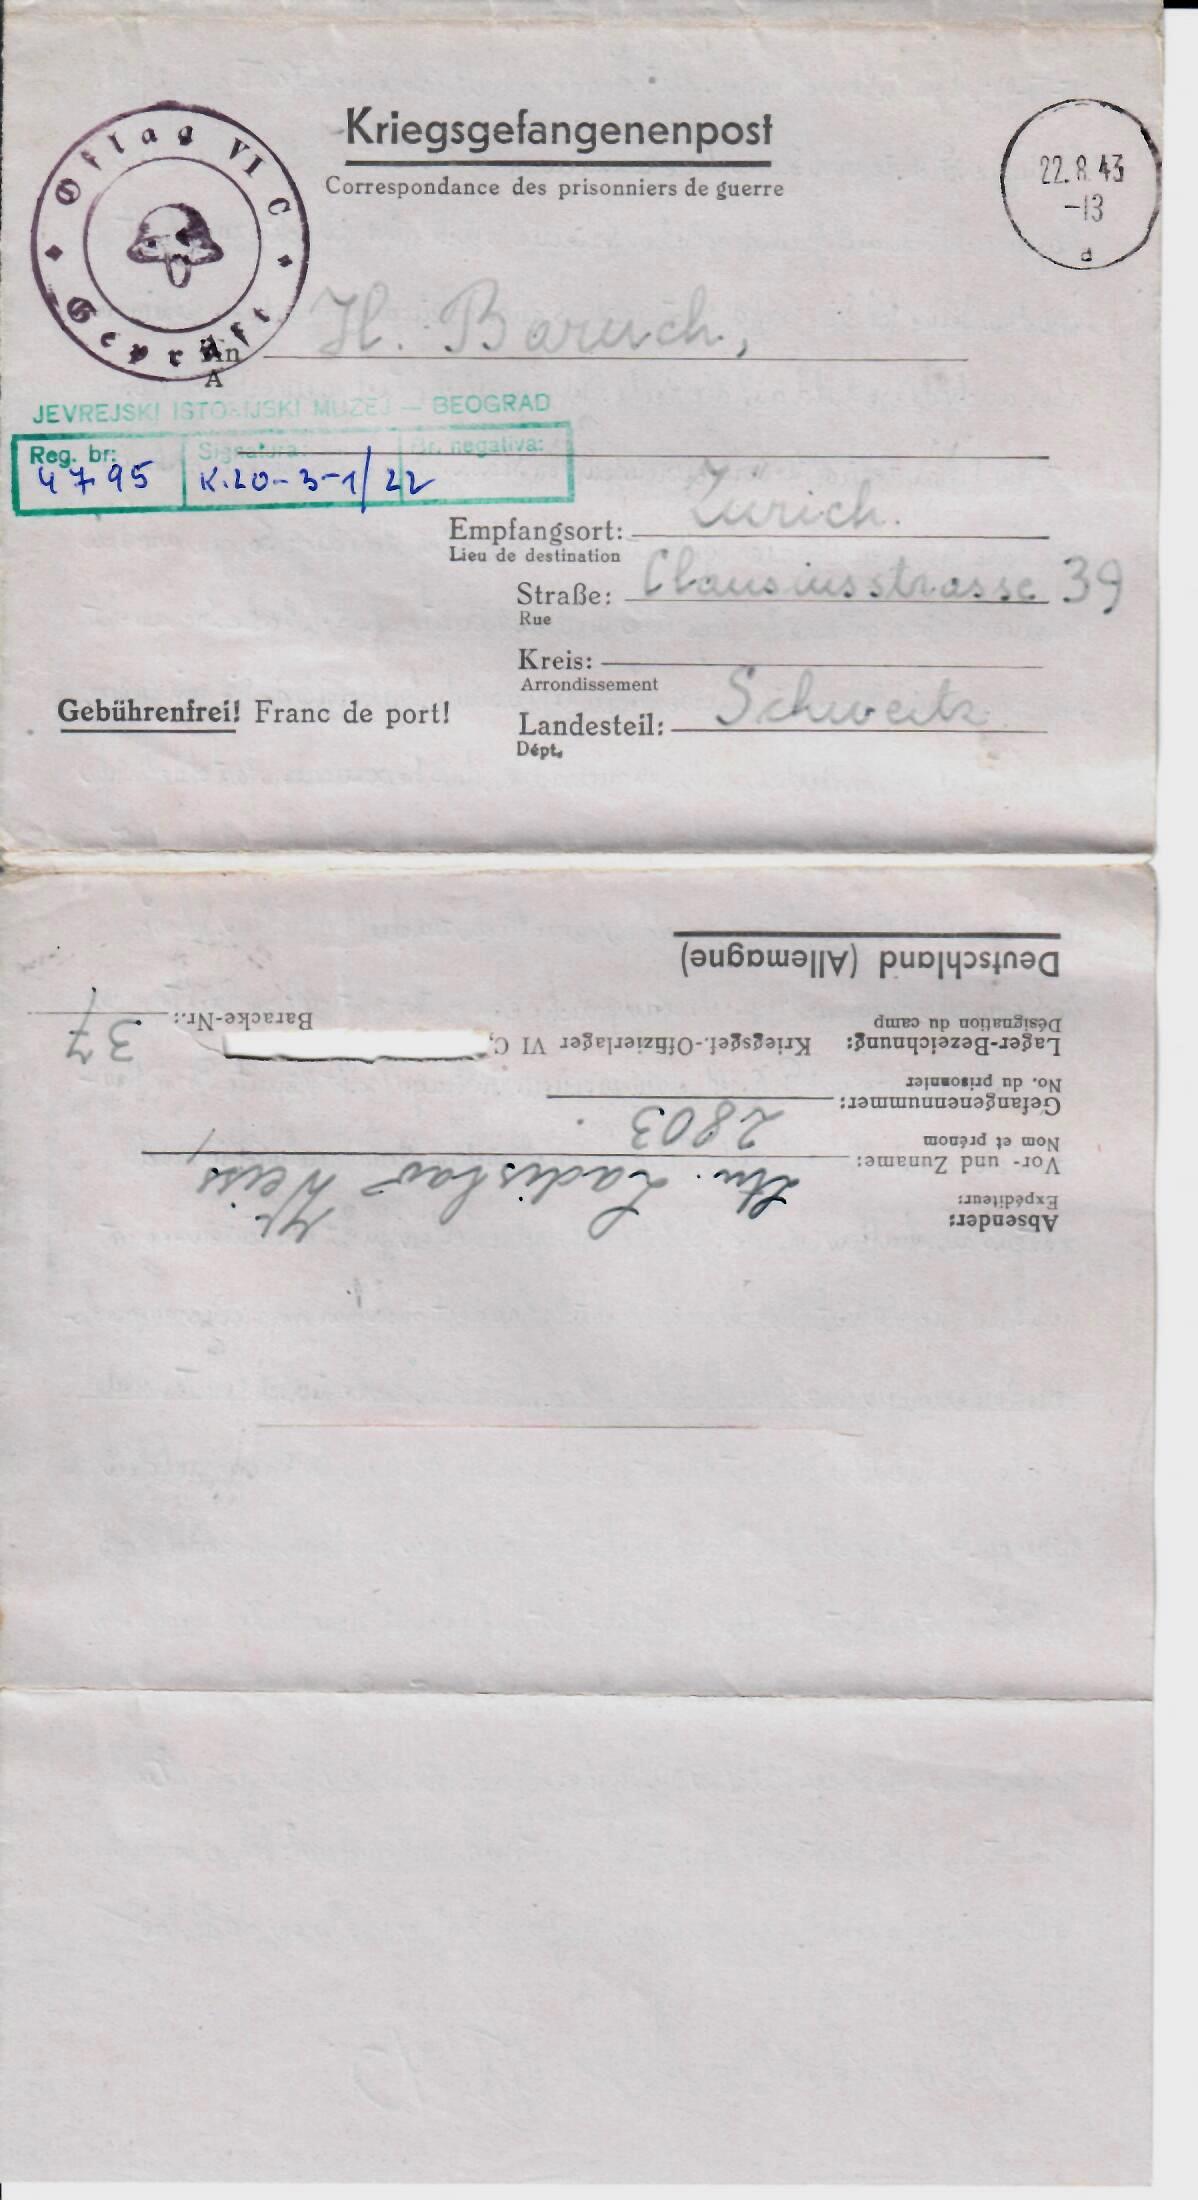 Kriegsgefangenenpost
Correspondance des prisonniers de guerre
Oflag VI C
Geprüft
22.8.43
-13
d
An H. Baruch,
A
JEVREJSKI ISTORIJSKI MUZEJ — BEOGRAD
Reg. br: Signatura: Br. negativa:
4795 K.20-3-1/22
Empfangsort: Zürich.
Lieu de destination
Straße: Clausiusstrasse 39
Rue
Kreis:
Arrondissement
Gebührenfrei! Franc de port!
Landesteil: Schweitz
Dépt.
Absender:
Expéditeur:
Vor- und Zuname: Ltn. Ladislav Weiss
Nom et prénom
Gefangenennummer: 2803.
No. du prisonnier
Lager-Bezeichnung: Kriegsgef.-Offizierlager VI C, Baracke-Nr.: 37
Désignation du camp
Deutschland (Allemagne)